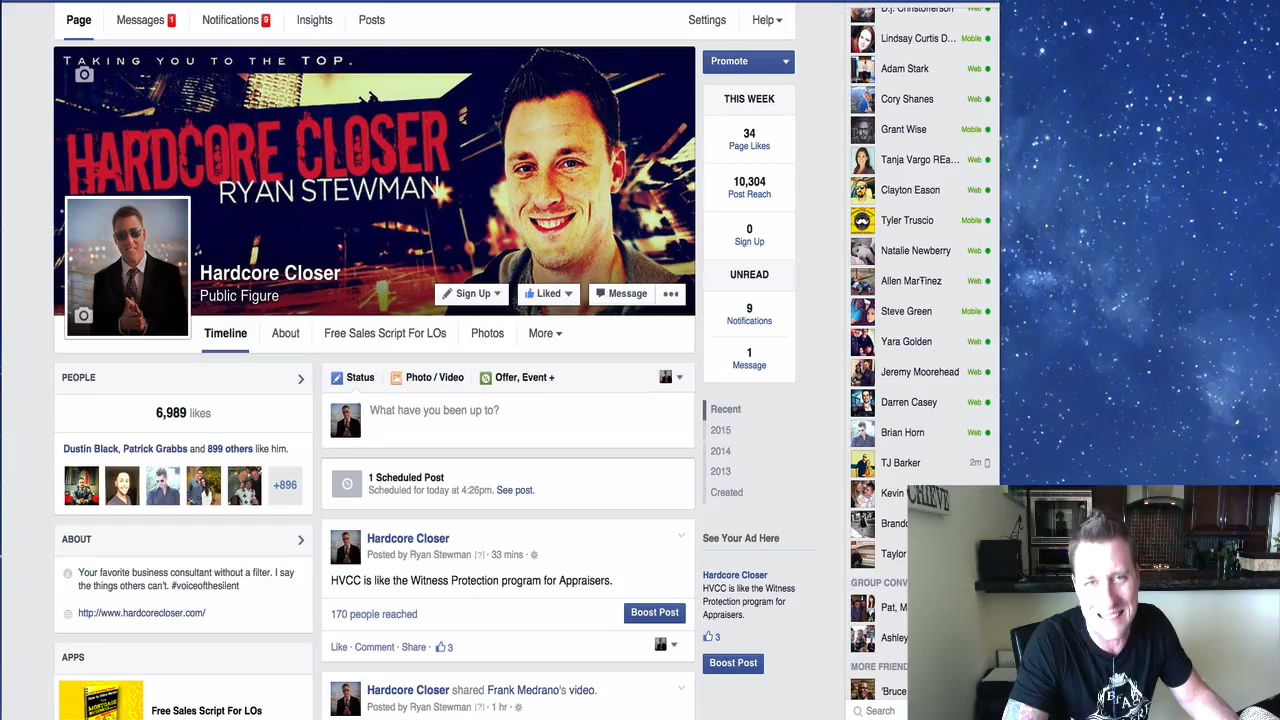 Page
Messages 1
Notifications 9
Insights
Posts
Settings
Help
TAKING YOU TO THE TOP.
HARDCORE CLOSER
RYAN STEWMAN
Hardcore Closer
Public Figure
Sign Up
Liked
Message
Timeline
About
Free Sales Script For LOs
Photos
More
Promote
THIS WEEK
34
Page Likes
10,304
Post Reach
0
Sign Up
UNREAD
9
Notifications
1
Message
Recent
2015
2014
2013
Created
See Your Ad Here
Hardcore Closer
HVCC is like the Witness
Protection program for
Appraisers.
3
Boost Post
PEOPLE
6,989 likes
Dustin Black, Patrick Grabbs and 899 others like him.
+896
ABOUT
Your favorite business consultant without a filter. I say
the things others can't. #voiceofthesilent
http://www.hardcorecloser.com/
APPS
Free Sales Script For LOs
Status
Photo / Video
Offer, Event +
What have you been up to?
1 Scheduled Post
Scheduled for today at 4:26pm. See post.
Hardcore Closer
Posted by Ryan Stewman [?] · 33 mins ·
HVCC is like the Witness Protection program for Appraisers.
170 people reached
Boost Post
Like · Comment · Share · 3
Hardcore Closer shared Frank Medrano's video.
Posted by Ryan Stewman [?] · 1 hr ·
D.j. Christofferson Web
Lindsay Curtis D... Mobile
Adam Stark Web
Cory Shanes Web
Grant Wise Mobile
Tanja Vargo REa... Web
Clayton Eason Web
Tyler Truscio Mobile
Natalie Newberry Web
Allen MarTinez Web
Steve Green Mobile
Yara Golden Web
Jeremy Moorehead Web
Darren Casey Web
Brian Horn Web
TJ Barker 2m
Kevin
Brando
Taylor
GROUP CONV
Pat, M
Ashley
MORE FRIEND
'Bruce
Search
CHIEVE